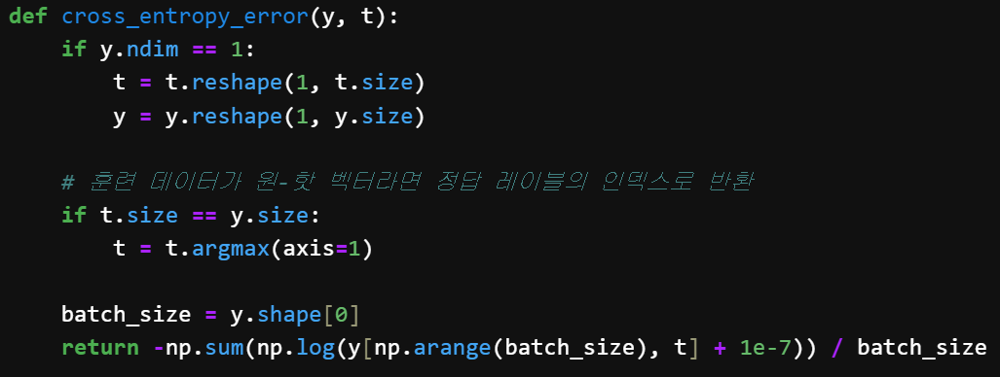 def cross_entropy_error(y, t):
    if y.ndim == 1:
        t = t.reshape(1, t.size)
        y = y.reshape(1, y.size)

    # 훈련 데이터가 원-핫 벡터라면 정답 레이블의 인덱스로 반환
    if t.size == y.size:
        t = t.argmax(axis=1)

    batch_size = y.shape[0]
    return -np.sum(np.log(y[np.arange(batch_size), t] + 1e-7)) / batch_size